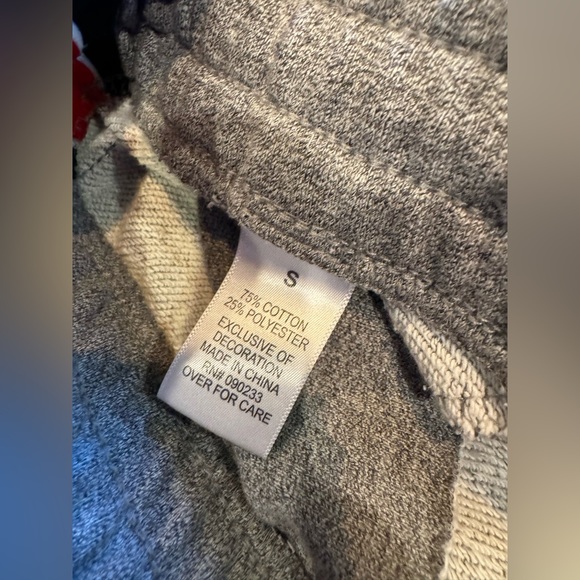 S
75% COTTON
25% POLYESTER
EXCLUSIVE OF
DECORATION
MADE IN CHINA
RN# 090233
OVER FOR CARE